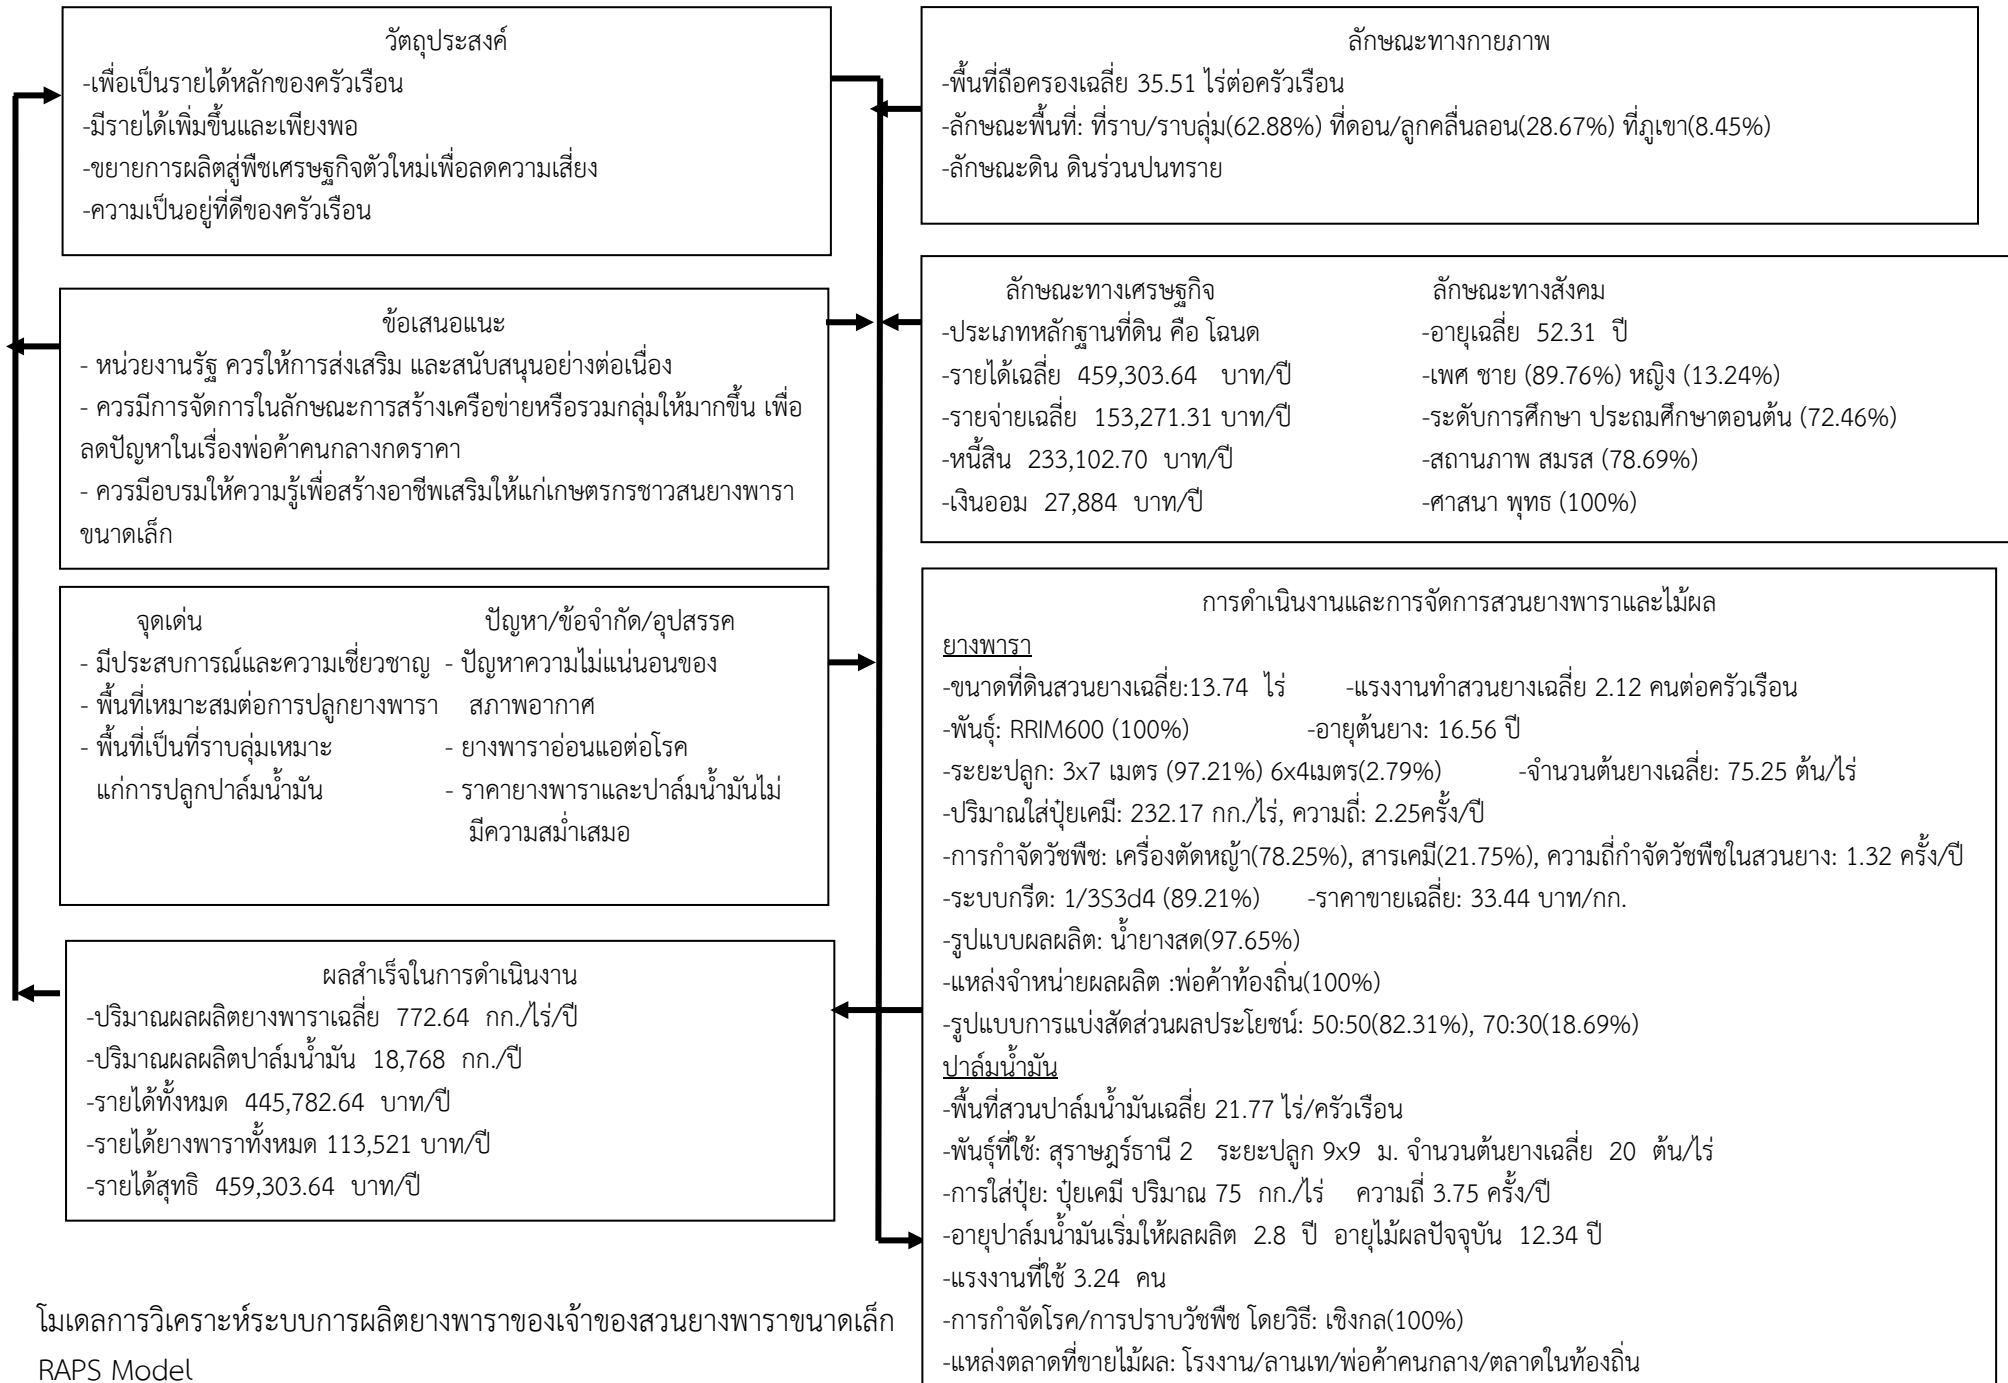 วัตถุประสงค์
-เพื่อเป็นรายได้หลักของครัวเรือน
-มีรายได้เพิ่มขึ้นและเพียงพอ
-ขยายการผลิตสู่พืชเศรษฐกิจตัวใหม่เพื่อลดความเสี่ยง
-ความเป็นอยู่ที่ดีของครัวเรือน
ข้อเสนอแนะ
- หน่วยงานรัฐ ควรให้การส่งเสริม และสนับสนุนอย่างต่อเนื่อง
- ควรมีการจัดการในลักษณะการสร้างเครือข่ายหรือรวมกลุ่มให้มากขึ้น เพื่อ
ลดปัญหาในเรื่องพ่อค้าคนกลางกดราคา
- ควรมีอบรมให้ความรู้เพื่อสร้างอาชีพเสริมให้แก่เกษตรกรชาวสนยางพารา
ขนาดเล็ก
จุดเด่น
- มีประสบการณ์และความเชี่ยวชาญ
- พื้นที่เหมาะสมต่อการปลูกยางพารา
- พื้นที่เป็นที่ราบลุ่มเหมาะ
แก่การปลูกปาล์มน้ำมัน
ปัญหา/ข้อจำกัด/อุปสรรค
- ปัญหาความไม่แน่นอนของ
สภาพอากาศ
- ยางพาราอ่อนแอต่อโรค
- ราคายางพาราและปาล์มน้ำมันไม่
มีความสม่ำเสมอ
ผลสำเร็จในการดำเนินงาน
-ปริมาณผลผลิตยางพาราเฉลี่ย 772.64 กก./ไร่/ปี
-ปริมาณผลผลิตปาล์มน้ำมัน 18,768 กก./ปี
-รายได้ทั้งหมด 445,782.64 บาท/ปี
-รายได้ยางพาราทั้งหมด 113,521 บาท/ปี
-รายได้สุทธิ 459,303.64 บาท/ปี
โมเดลการวิเคราะห์ระบบการผลิตยางพาราของเจ้าของสวนยางพาราขนาดเล็ก
RAPS Model
ลักษณะทางกายภาพ
-พื้นที่ถือครองเฉลี่ย 35.51 ไร่ต่อครัวเรือน
-ลักษณะพื้นที่: ที่ราบ/ราบลุ่ม(62.88%) ที่ดอน/ลูกคลื่นลอน(28.67%) ที่ภูเขา(8.45%)
-ลักษณะดิน ดินร่วนปนทราย
ลักษณะทางเศรษฐกิจ
-ประเภทหลักฐานที่ดิน คือ โฉนด
-รายได้เฉลี่ย 459,303.64 บาท/ปี
-รายจ่ายเฉลี่ย 153,271.31 บาท/ปี
-หนี้สิน 233,102.70 บาท/ปี
-เงินออม 27,884 บาท/ปี
ลักษณะทางสังคม
-อายุเฉลี่ย 52.31 ปี
-เพศ ชาย (89.76%) หญิง (13.24%)
-ระดับการศึกษา ประถมศึกษาตอนต้น (72.46%)
-สถานภาพ สมรส (78.69%)
-ศาสนา พุทธ (100%)
การดำเนินงานและการจัดการสวนยางพาราและไม้ผล
ยางพารา
-ขนาดที่ดินสวนยางเฉลี่ย:13.74 ไร่ -แรงงานทำสวนยางเฉลี่ย 2.12 คนต่อครัวเรือน
-พันธุ์: RRIM600 (100%) -อายุต้นยาง: 16.56 ปี
-ระยะปลูก: 3x7 เมตร (97.21%) 6x4เมตร(2.79%) -จำนวนต้นยางเฉลี่ย: 75.25 ต้น/ไร่
-ปริมาณใส่ปุ๋ยเคมี: 232.17 กก./ไร่, ความถี่: 2.25ครั้ง/ปี
-การกำจัดวัชพืช: เครื่องตัดหญ้า(78.25%), สารเคมี(21.75%), ความถี่กำจัดวัชพืชในสวนยาง: 1.32 ครั้ง/ปี
-ระบบกรีด: 1/3S3d4 (89.21%) -ราคาขายเฉลี่ย: 33.44 บาท/กก.
-รูปแบบผลผลิต: น้ำยางสด(97.65%)
-แหล่งจำหน่ายผลผลิต :พ่อค้าท้องถิ่น(100%)
-รูปแบบการแบ่งสัดส่วนผลประโยชน์: 50:50(82.31%), 70:30(18.69%)
ปาล์มน้ำมัน
-พื้นที่สวนปาล์มน้ำมันเฉลี่ย 21.77 ไร่/ครัวเรือน
-พันธุ์ที่ใช้: สุราษฎร์ธานี 2 ระยะปลูก 9x9 ม. จำนวนต้นยางเฉลี่ย 20 ต้น/ไร่
-การใส่ปุ๋ย: ปุ๋ยเคมี ปริมาณ 75 กก./ไร่ ความถี่ 3.75 ครั้ง/ปี
-อายุปาล์มน้ำมันเริ่มให้ผลผลิต 2.8 ปี อายุไม้ผลปัจจุบัน 12.34 ปี
-แรงงานที่ใช้ 3.24 คน
-การกำจัดโรค/การปราบวัชพืช โดยวิธี: เชิงกล(100%)
-แหล่งตลาดที่ขายไม้ผล: โรงงาน/ลานเท/พ่อค้าคนกลาง/ตลาดในท้องถิ่น